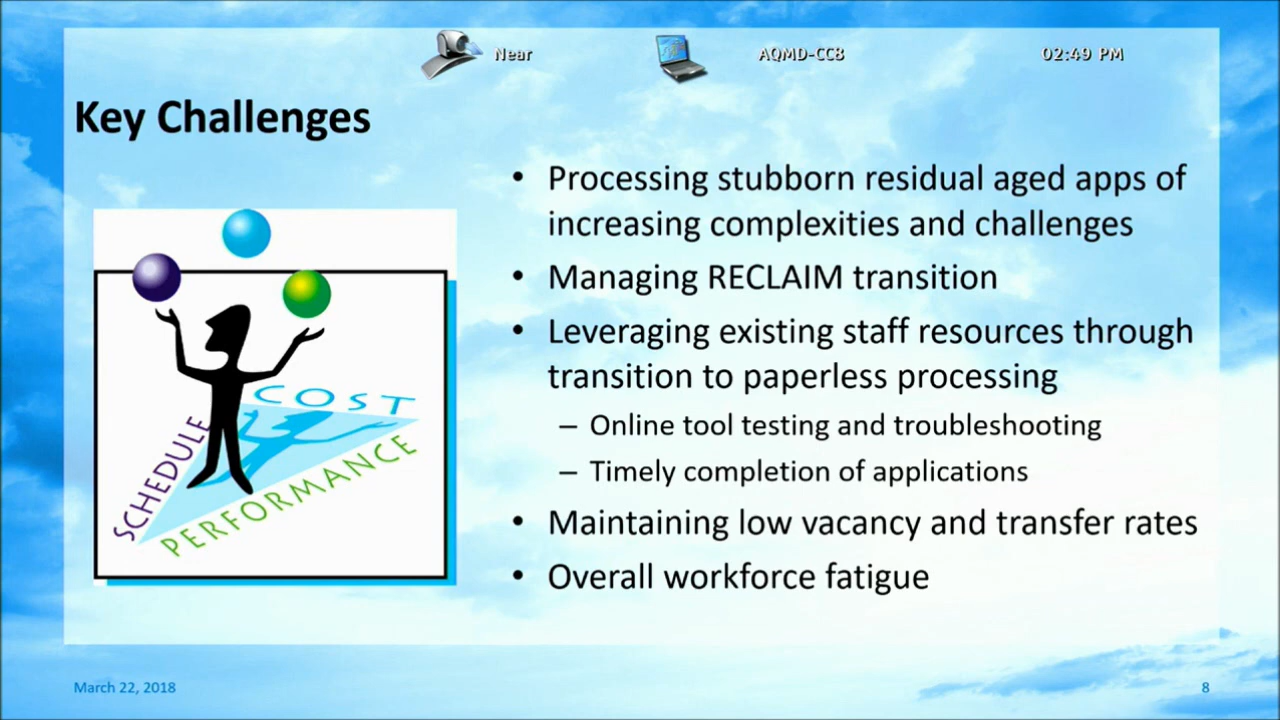 Near
AQMD-CC8
02:49 PM
Key Challenges
• Processing stubborn residual aged apps of
increasing complexities and challenges
• Managing RECLAIM transition
• Leveraging existing staff resources through
transition to paperless processing
– Online tool testing and troubleshooting
– Timely completion of applications
• Maintaining low vacancy and transfer rates
• Overall workforce fatigue
COST
SCHEDULE
PERFORMANCE
March 22, 2018
8